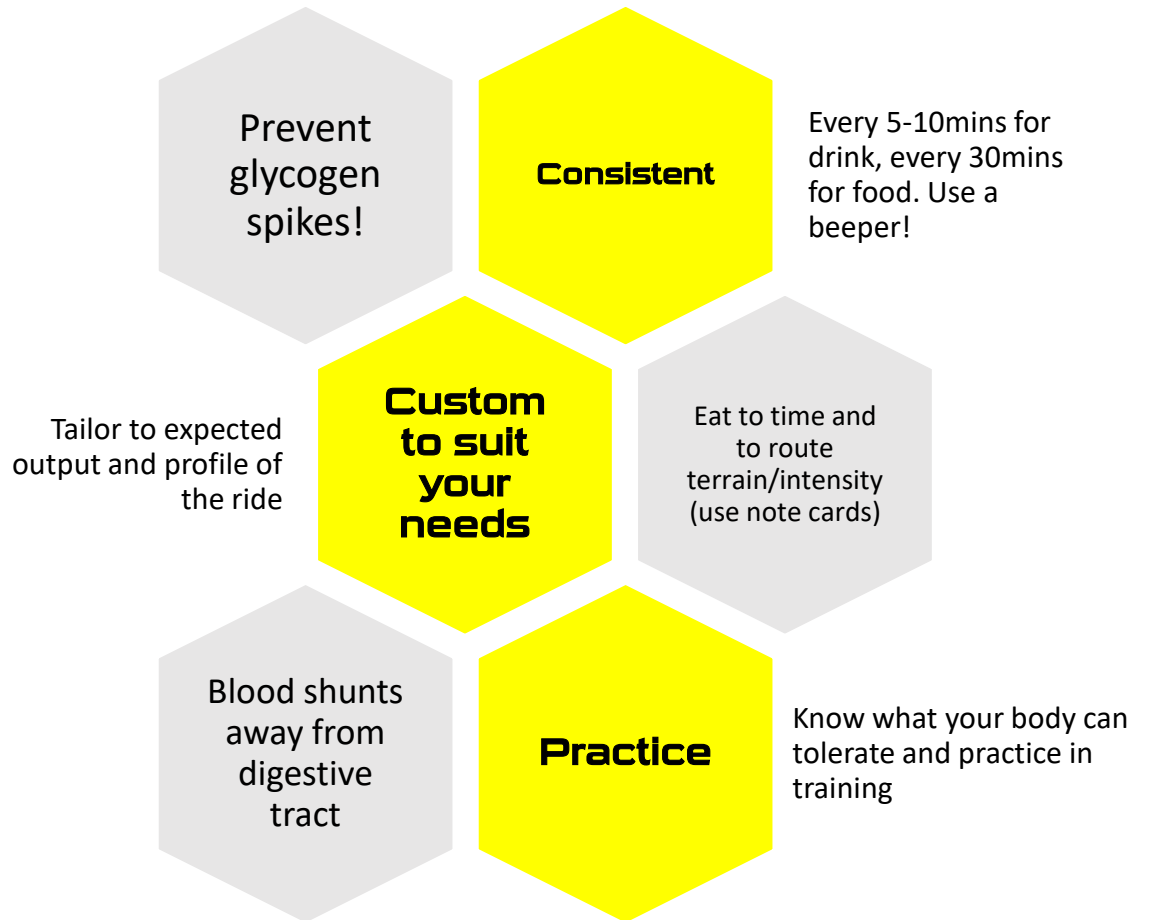 Prevent
glycogen
spikes!
Consistent
Every 5-10mins for
drink, every 30mins
for food. Use a
beeper!
Tailor to expected
output and profile of
the ride
Custom
to suit
your
needs
Eat to time and
to route
terrain/intensity
(use note cards)
Blood shunts
away from
digestive
tract
Practice
Know what your body can
tolerate and practice in
training